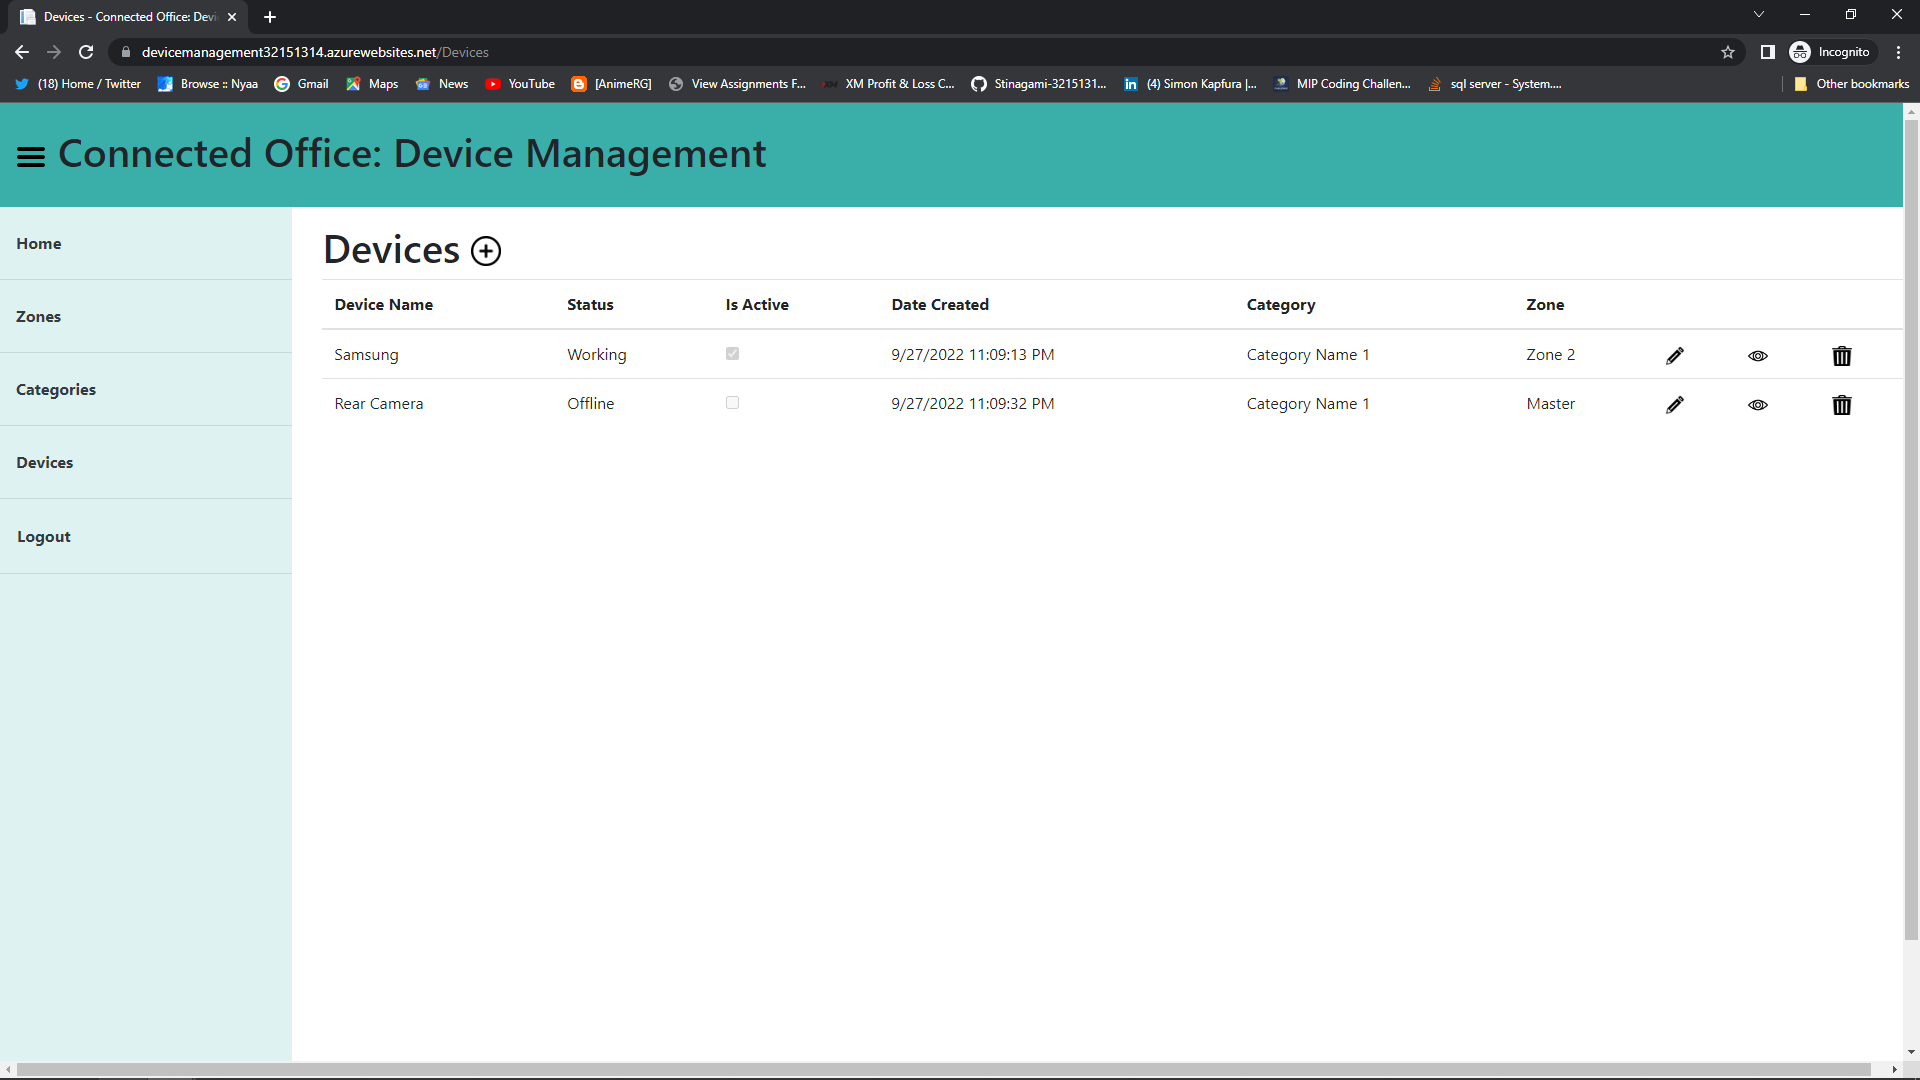 Devices - Connected Office: Devi
devicemanagement32151314.azurewebsites.net/Devices
Incognito
(18) Home / Twitter
Browse :: Nyaa
Gmail
Maps
News
YouTube
[AnimeRG]
View Assignments F...
XM Profit & Loss C...
Stinagami-3215131...
(4) Simon Kapfura |...
MIP Coding Challen...
sql server - System....
Other bookmarks
Connected Office: Device Management
Home
Zones
Categories
Devices
Logout
Devices
Device Name Status Is Active Date Created Category Zone
Samsung Working 9/27/2022 11:09:13 PM Category Name 1 Zone 2
Rear Camera Offline 9/27/2022 11:09:32 PM Category Name 1 Master